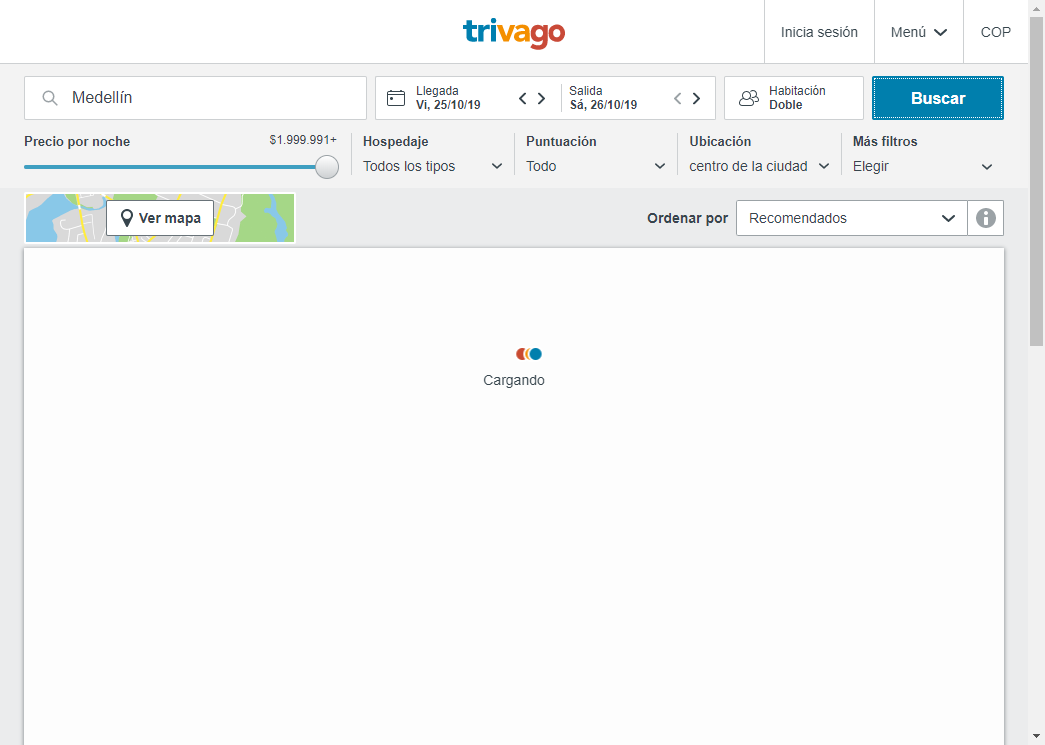 trivago
Inicia sesión
Menú
COP
Medellín
Llegada
Vi, 25/10/19
Salida
Sá, 26/10/19
Habitación
Doble
Buscar
Precio por noche
$1.999.991+
Hospedaje
Todos los tipos
Puntuación
Todo
Ubicación
centro de la ciudad
Más filtros
Elegir
Ver mapa
Ordenar por
Recomendados
Cargando